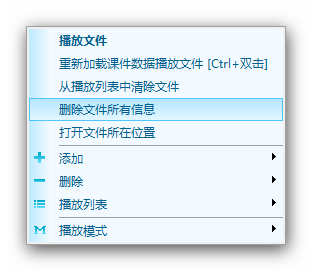 播放文件
重新加载课件数据播放文件 [Ctrl+双击]
从播放列表中清除文件
删除文件所有信息
打开文件所在位置
添加
删除
播放列表
播放模式